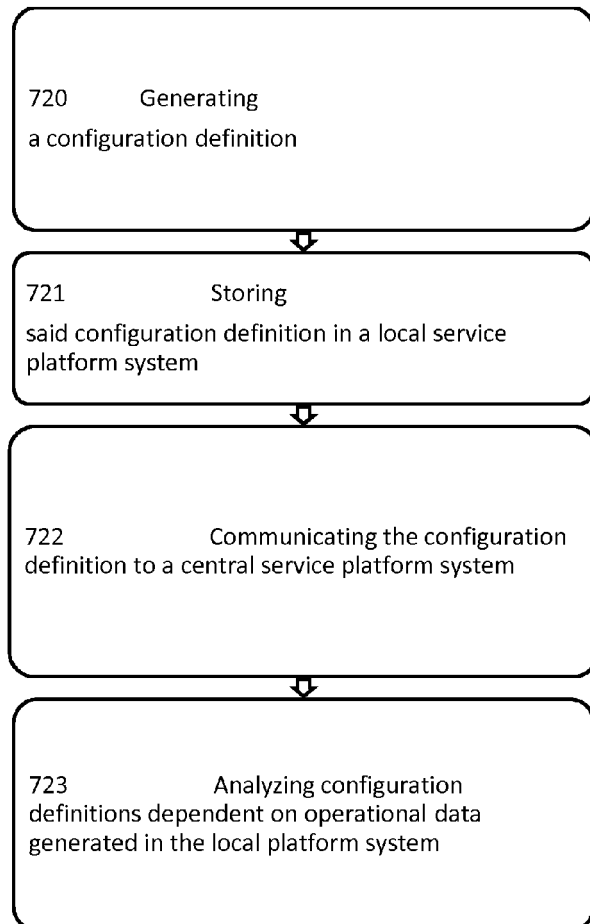 720 Generating
a configuration definition
721 Storing
said configuration definition in a local service
platform system
722 Communicating the configuration
definition to a central service platform system
723 Analyzing configuration
definitions dependent on operational data
generated in the local platform system